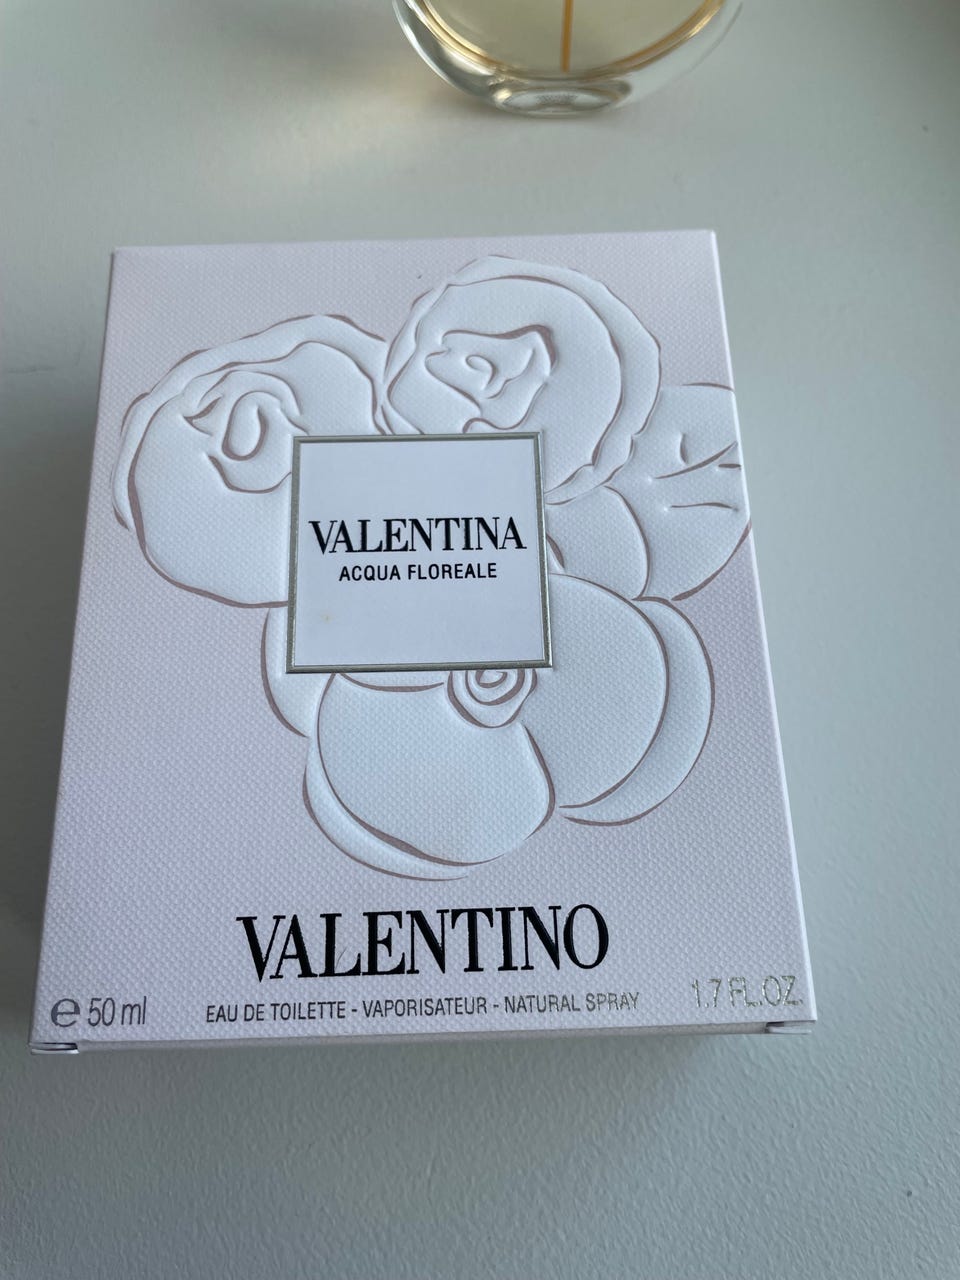 VALENTINA
ACQUA FLOREALE
VALENTINO
℮ 50 ml
EAU DE TOILETTE - VAPORISATEUR - NATURAL SPRAY
1.7 FL.OZ.